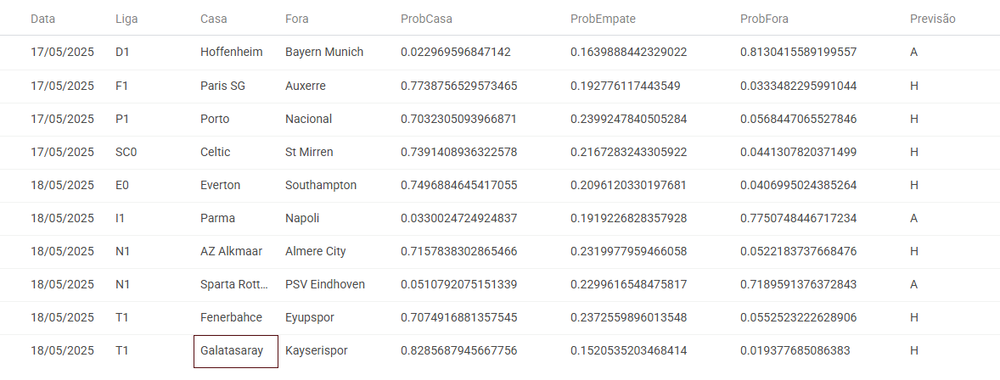 Data Liga Casa Fora ProbCasa ProbEmpate ProbFora Previsão
17/05/2025 D1 Hoffenheim Bayern Munich 0.022969596847142 0.1639888442329022 0.8130415589199557 A
17/05/2025 F1 Paris SG Auxerre 0.7738756529573465 0.192776117443549 0.0333482295991044 H
17/05/2025 P1 Porto Nacional 0.7032305093966871 0.2399247840505284 0.0568447065527846 H
17/05/2025 SC0 Celtic St Mirren 0.7391408936322578 0.2167283243305922 0.0441307820371499 H
18/05/2025 E0 Everton Southampton 0.7496884645417055 0.2096120330197681 0.0406995024385264 H
18/05/2025 I1 Parma Napoli 0.0330024724924837 0.1919226828357928 0.7750748446717234 A
18/05/2025 N1 AZ Alkmaar Almere City 0.7157838302865466 0.2319977959466058 0.0522183737668476 H
18/05/2025 N1 Sparta Rott... PSV Eindhoven 0.0510792075151339 0.2299616548475817 0.7189591376372843 A
18/05/2025 T1 Fenerbahce Eyupspor 0.7074916881357545 0.2372559896013548 0.0552523222628906 H
18/05/2025 T1 Galatasaray Kayserispor 0.8285687945667756 0.1520535203468414 0.019377685086383 H